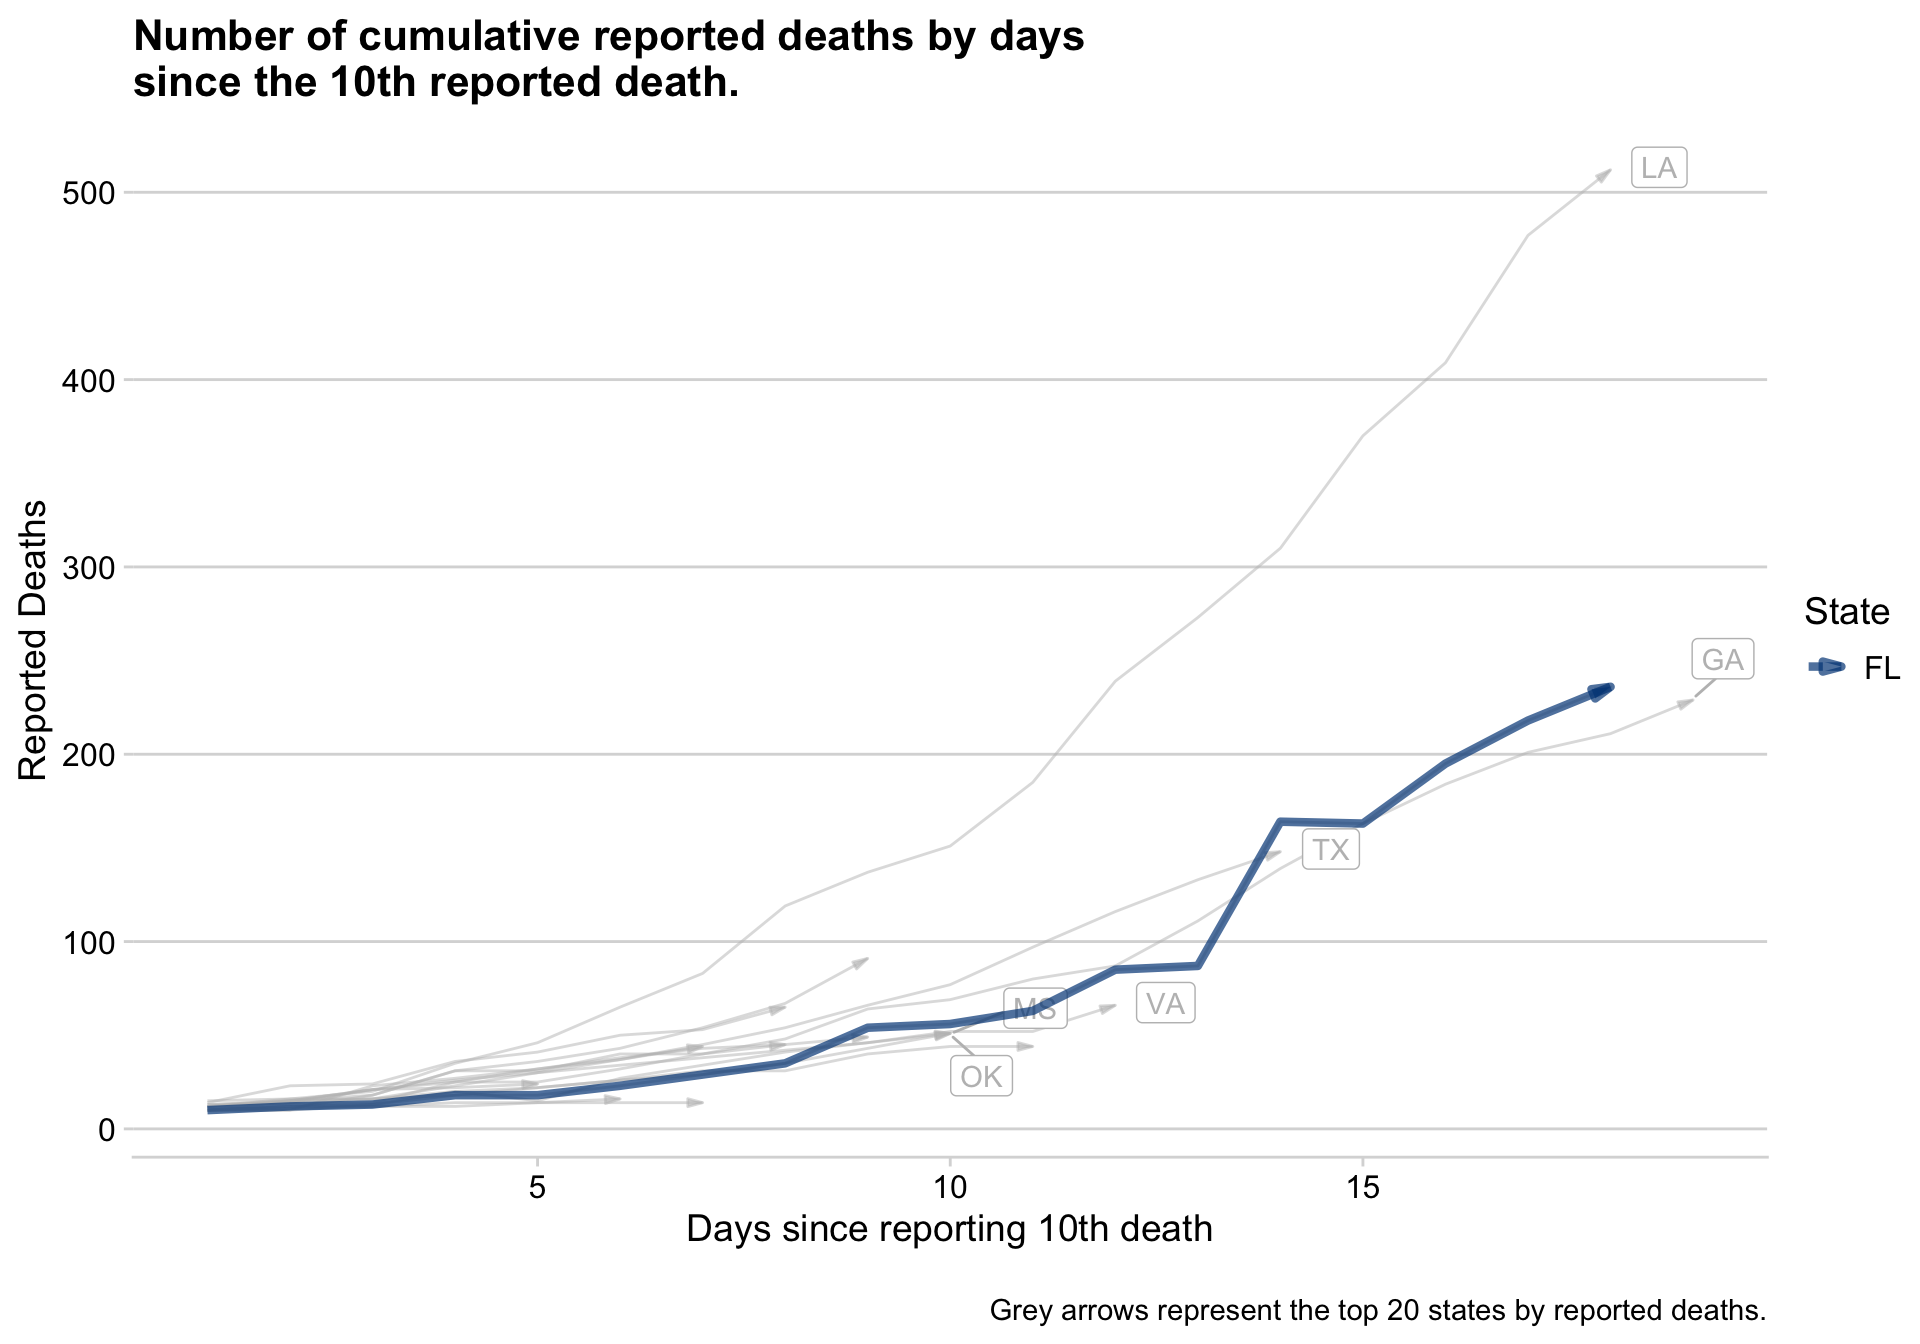 Number of cumulative reported deaths by days
since the 10th reported death.
LA
500
400
300
200
100
0
Reported Deaths
GA
TX
MS
VA
OK
State
FL
5
10
15
Days since reporting 10th death
Grey arrows represent the top 20 states by reported deaths.